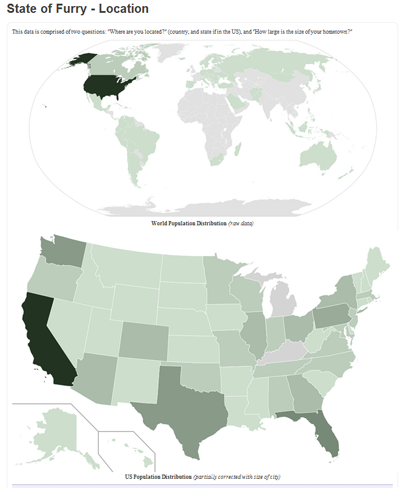 State of Furry - Location
This data is comprised of two questions: "Where are you located?" (country, and state if in the US), and "How large is the size of your hometown?"
World Population Distribution (raw data)
US Population Distribution (partially corrected with size of city)